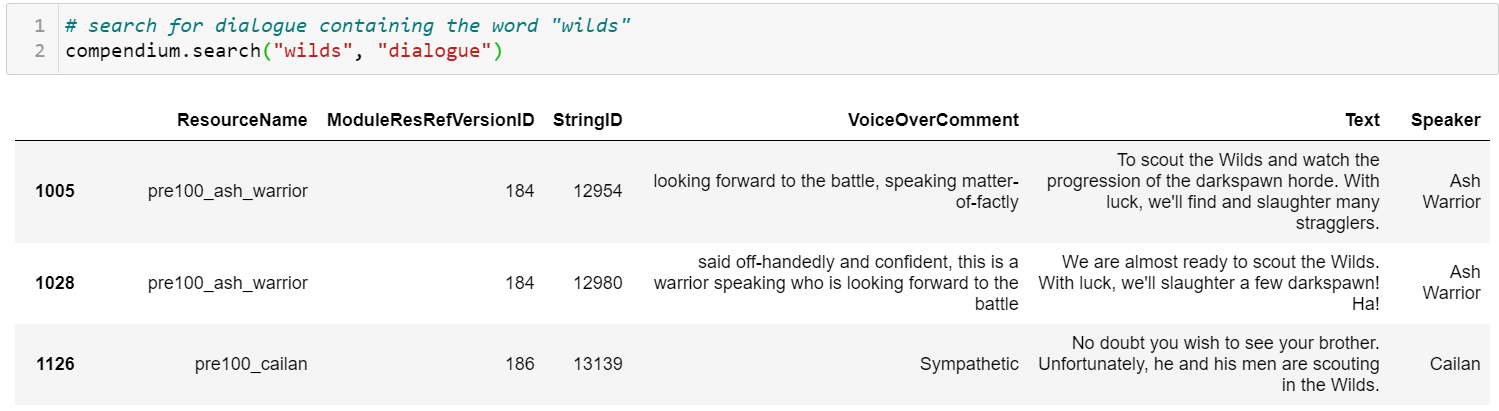 1 # search for dialogue containing the word "wilds"
2 compendium.search("wilds", "dialogue")
ResourceName ModuleResRefVersionID StringID VoiceOverComment Text Speaker
To scout the Wilds and watch the
looking forward to the battle, speaking matter- progression of the darkspawn horde. With Ash
1005 pre100_ash_warrior 184 12954
of-factly luck, we'll find and slaughter many Warrior
stragglers.
said off-handedly and confident, this is a We are almost ready to scout the Wilds. Ash
1028 pre100_ash_warrior 184 12980 warrior speaking who is looking forward to the With luck, we'll slaughter a few darkspawn! Warrior
battle Ha!
No doubt you wish to see your brother.
1126 pre100_cailan 186 13139 Sympathetic Unfortunately, he and his men are scouting Cailan
in the Wilds.